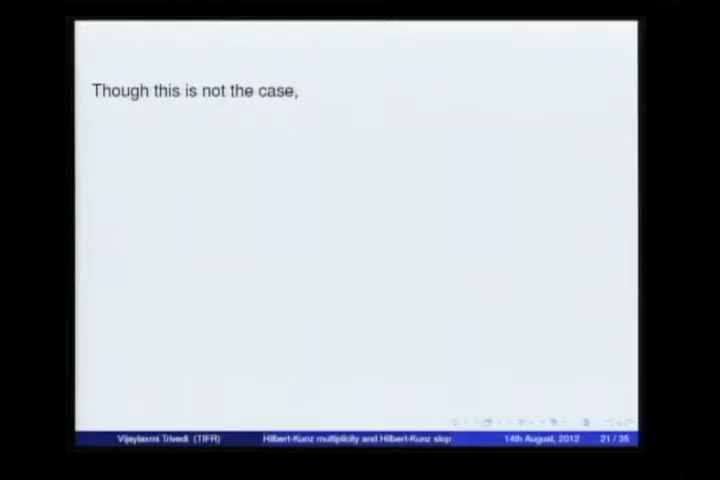 Though this is not the case,
Vijaylaxmi Trivedi (TIFR) Hilbert-Kunz multiplicity and Hilbert-Kunz slop 14th August, 2012 21 / 35